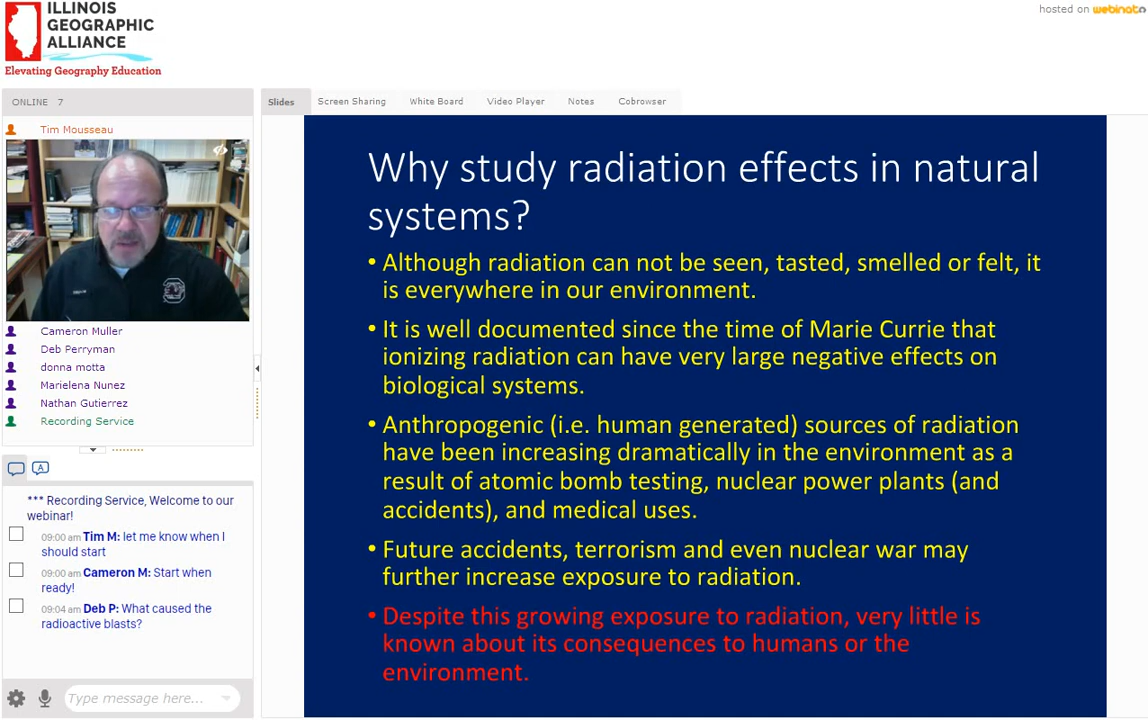 ILLINOIS
GEOGRAPHIC
ALLIANCE
Elevating Geography Education
hosted on webinato
ONLINE 7
Tim Mousseau
Cameron Muller
Deb Perryman
donna motta
Marielena Nunez
Nathan Gutierrez
Recording Service
A
*** Recording Service, Welcome to our
webinar!
09:00 am Tim M: let me know when I
should start
09:00 am Cameron M: Start when
ready!
09:04 am Deb P: What caused the
radioactive blasts?
Type message here...
Slides Screen Sharing White Board Video Player Notes Cobrowser
Why study radiation effects in natural
systems?
• Although radiation can not be seen, tasted, smelled or felt, it
is everywhere in our environment.
• It is well documented since the time of Marie Currie that
ionizing radiation can have very large negative effects on
biological systems.
• Anthropogenic (i.e. human generated) sources of radiation
have been increasing dramatically in the environment as a
result of atomic bomb testing, nuclear power plants (and
accidents), and medical uses.
• Future accidents, terrorism and even nuclear war may
further increase exposure to radiation.
• Despite this growing exposure to radiation, very little is
known about its consequences to humans or the
environment.